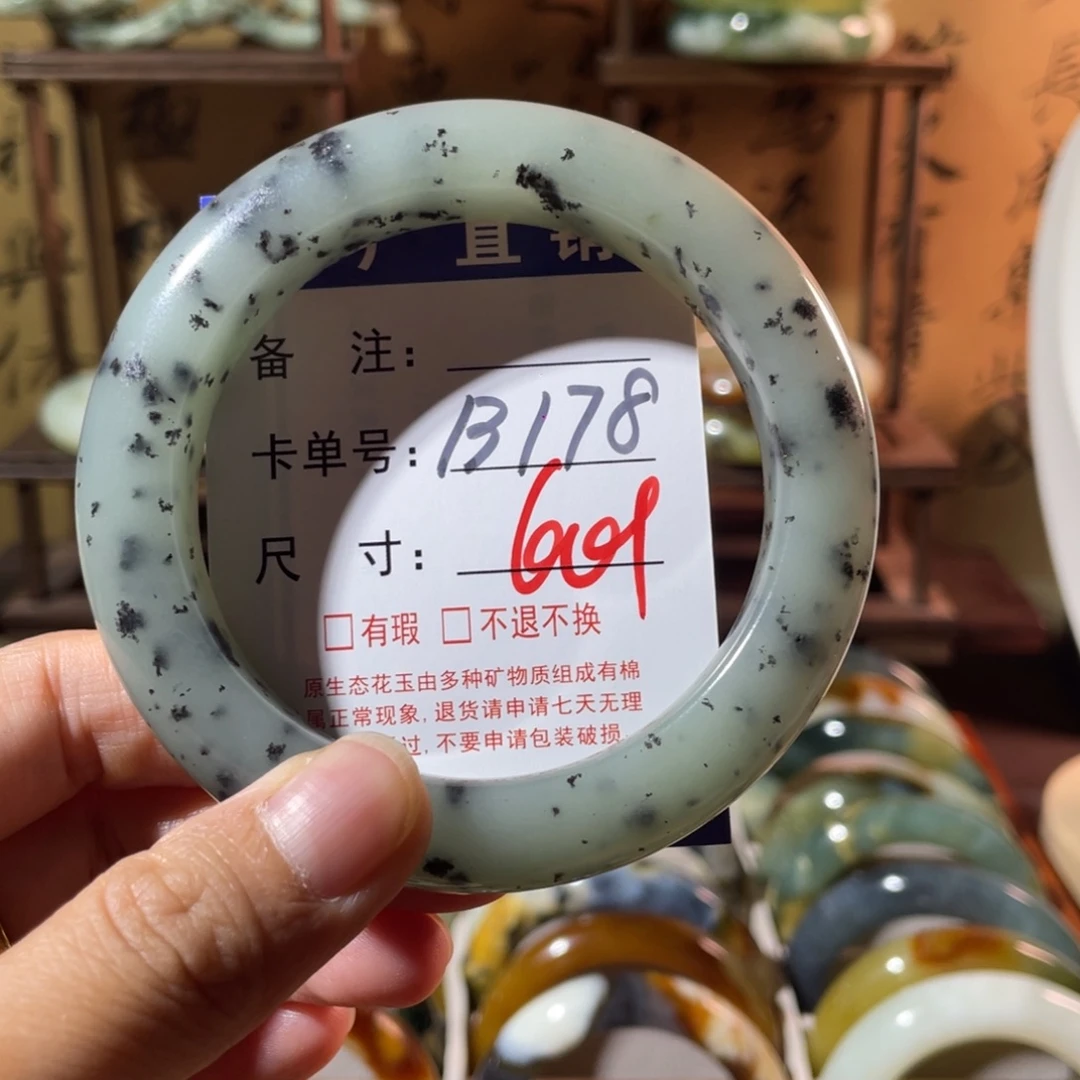 直销
备 注:
卡单号: B178
尺 寸:
□有瑕 □不退不换
原生态花玉由多种矿物质组成有棉
属正常现象,退货请申请七天无理
过,不要申请包装破损.